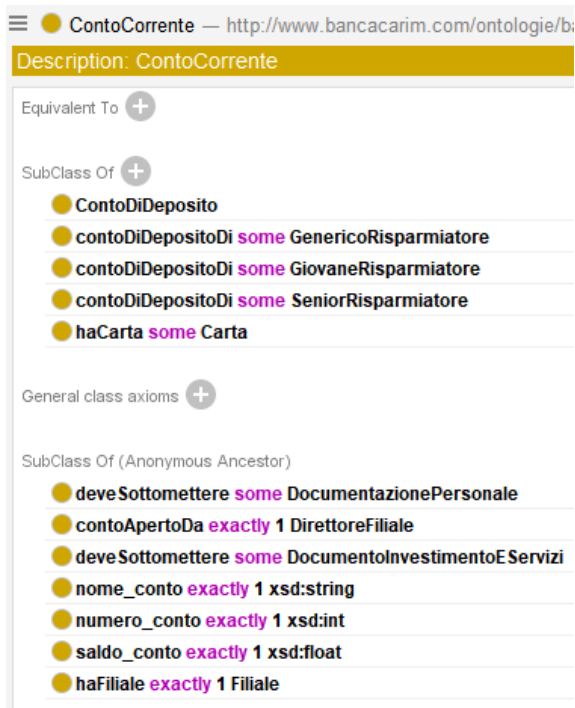 ContoCorrente — http://www.bancacarim.com/ontologie/ba
Description: ContoCorrente
Equivalent To
SubClass Of
ContoDiDeposito
contoDiDepositoDi some GenericoRisparmiatore
contoDiDepositoDi some GiovaneRisparmiatore
contoDiDepositoDi some SeniorRisparmiatore
haCarta some Carta
General class axioms
SubClass Of (Anonymous Ancestor)
deveSottomettere some DocumentazionePersonale
contoApertoDa exactly 1 DirettoreFiliale
deveSottomettere some DocumentoInvestimentoEServizi
nome_conto exactly 1 xsd:string
numero_conto exactly 1 xsd:int
saldo_conto exactly 1 xsd:float
haFiliale exactly 1 Filiale